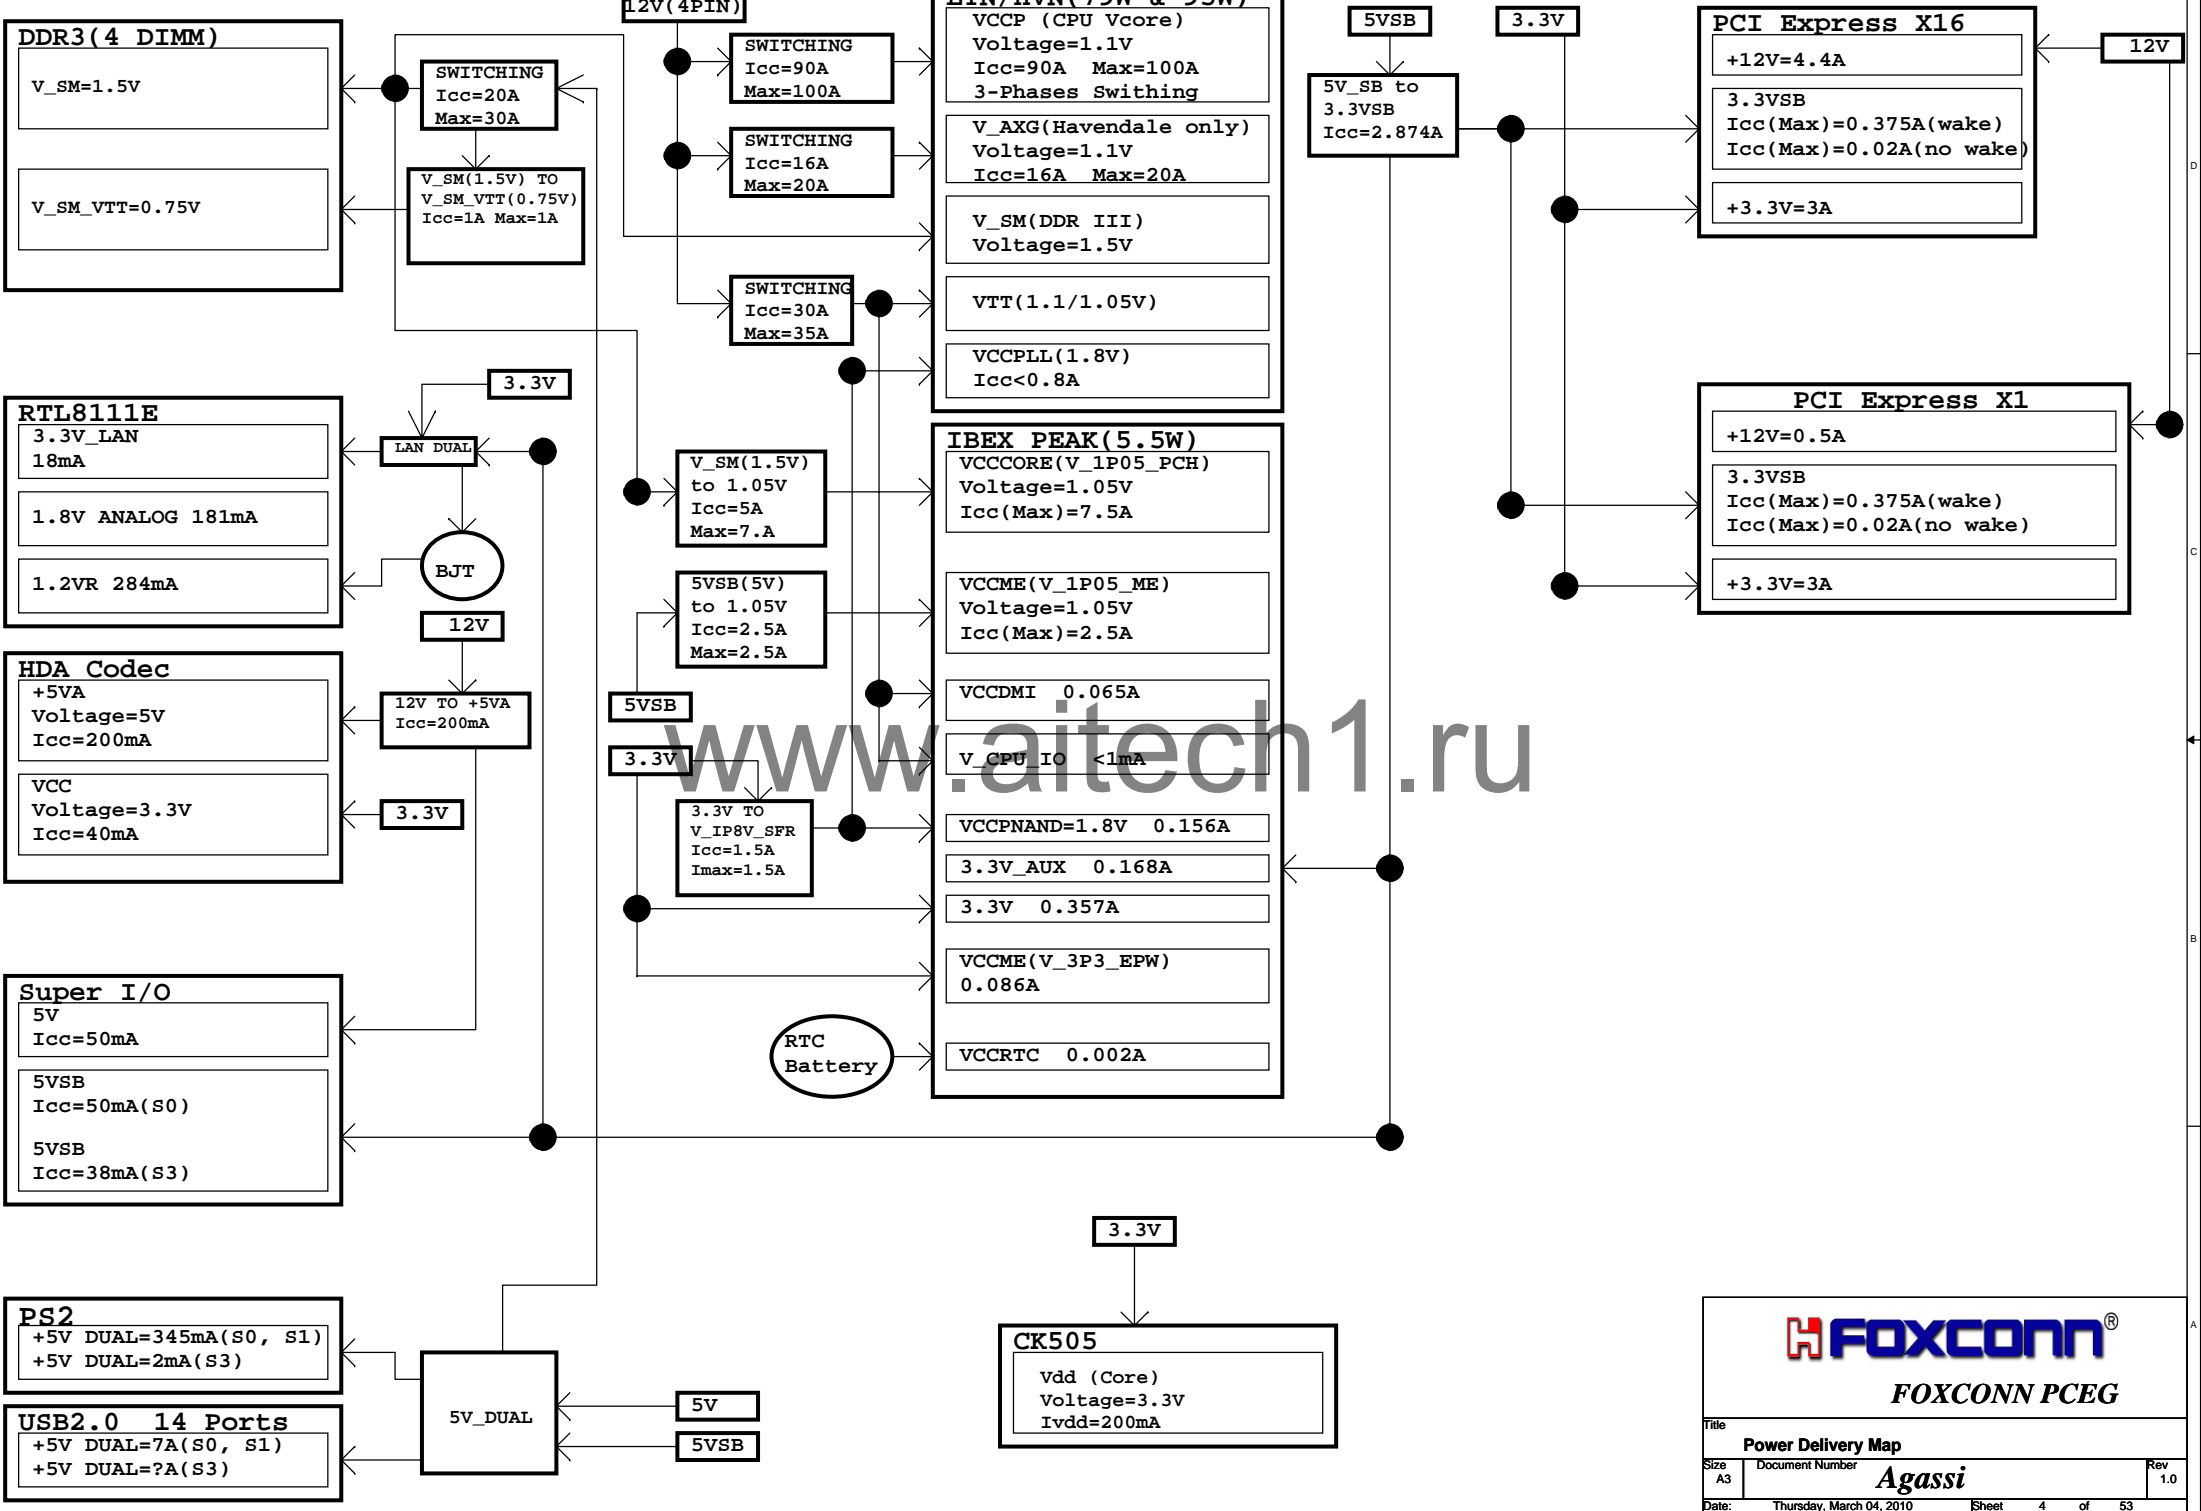 DDR3(4 DIMM)
V_SM=1.5V
V_SM_VTT=0.75V
SWITCHING
Icc=20A
Max=30A
V_SM(1.5V) TO
V_SM_VTT(0.75V)
Icc=1A Max=1A
12V(4PIN)
SWITCHING
Icc=90A
Max=100A
SWITCHING
Icc=16A
Max=20A
SWITCHING
Icc=30A
Max=35A
VCCP (CPU Vcore)
Voltage=1.1V
Icc=90A Max=100A
3-Phases Swithing
V_AXG(Havendale only)
Voltage=1.1V
Icc=16A Max=20A
V_SM(DDR III)
Voltage=1.5V
VTT(1.1/1.05V)
VCCPLL(1.8V)
Icc<0.8A
5VSB
5V_SB to
3.3VSB
Icc=2.874A
3.3V
PCI Express X16
+12V=4.4A
3.3VSB
Icc(Max)=0.375A(wake)
Icc(Max)=0.02A(no wake)
+3.3V=3A
12V
PCI Express X1
+12V=0.5A
3.3VSB
Icc(Max)=0.375A(wake)
Icc(Max)=0.02A(no wake)
+3.3V=3A
RTL8111E
3.3V_LAN
18mA
1.8V ANALOG 181mA
1.2VR 284mA
3.3V
LAN DUAL
BJT
12V
HDA Codec
+5VA
Voltage=5V
Icc=200mA
VCC
Voltage=3.3V
Icc=40mA
12V TO +5VA
Icc=200mA
3.3V
V_SM(1.5V)
to 1.05V
Icc=5A
Max=7.A
5VSB(5V)
to 1.05V
Icc=2.5A
Max=2.5A
5VSB
3.3V
3.3V TO
V_IP8V_SFR
Icc=1.5A
Imax=1.5A
IBEX PEAK(5.5W)
VCCCORE(V_1P05_PCH)
Voltage=1.05V
Icc(Max)=7.5A
VCCME(V_1P05_ME)
Voltage=1.05V
Icc(Max)=2.5A
VCCDMI 0.065A
V_CPU_IO <1mA
VCCPNAND=1.8V 0.156A
3.3V_AUX 0.168A
3.3V 0.357A
VCCME(V_3P3_EPW)
0.086A
VCCRTC 0.002A
RTC
Battery
www.aitech1.ru
Super I/O
5V
Icc=50mA
5VSB
Icc=50mA(S0)
5VSB
Icc=38mA(S3)
PS2
+5V DUAL=345mA(S0, S1)
+5V DUAL=2mA(S3)
USB2.0 14 Ports
+5V DUAL=7A(S0, S1)
+5V DUAL=?A(S3)
5V_DUAL
5V
5VSB
3.3V
CK505
Vdd (Core)
Voltage=3.3V
Ivdd=200mA
D
C
B
A
FOXCONN®
FOXCONN PCEG
Title
Power Delivery Map
Size
A3
Document Number
Agassi
Rev
1.0
Date: Thursday, March 04, 2010 Sheet 4 of 53